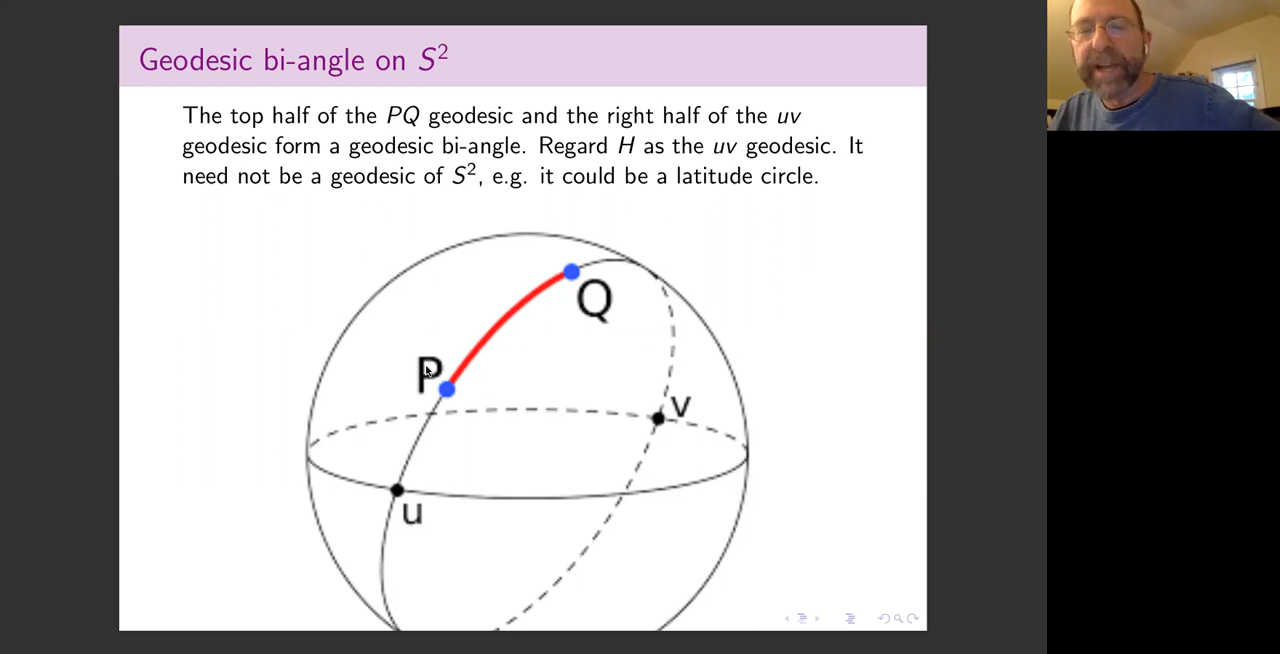 Geodesic bi-angle on S²
The top half of the PQ geodesic and the right half of the uv
geodesic form a geodesic bi-angle. Regard H as the uv geodesic. It
need not be a geodesic of S², e.g. it could be a latitude circle.
Q
P
v
u